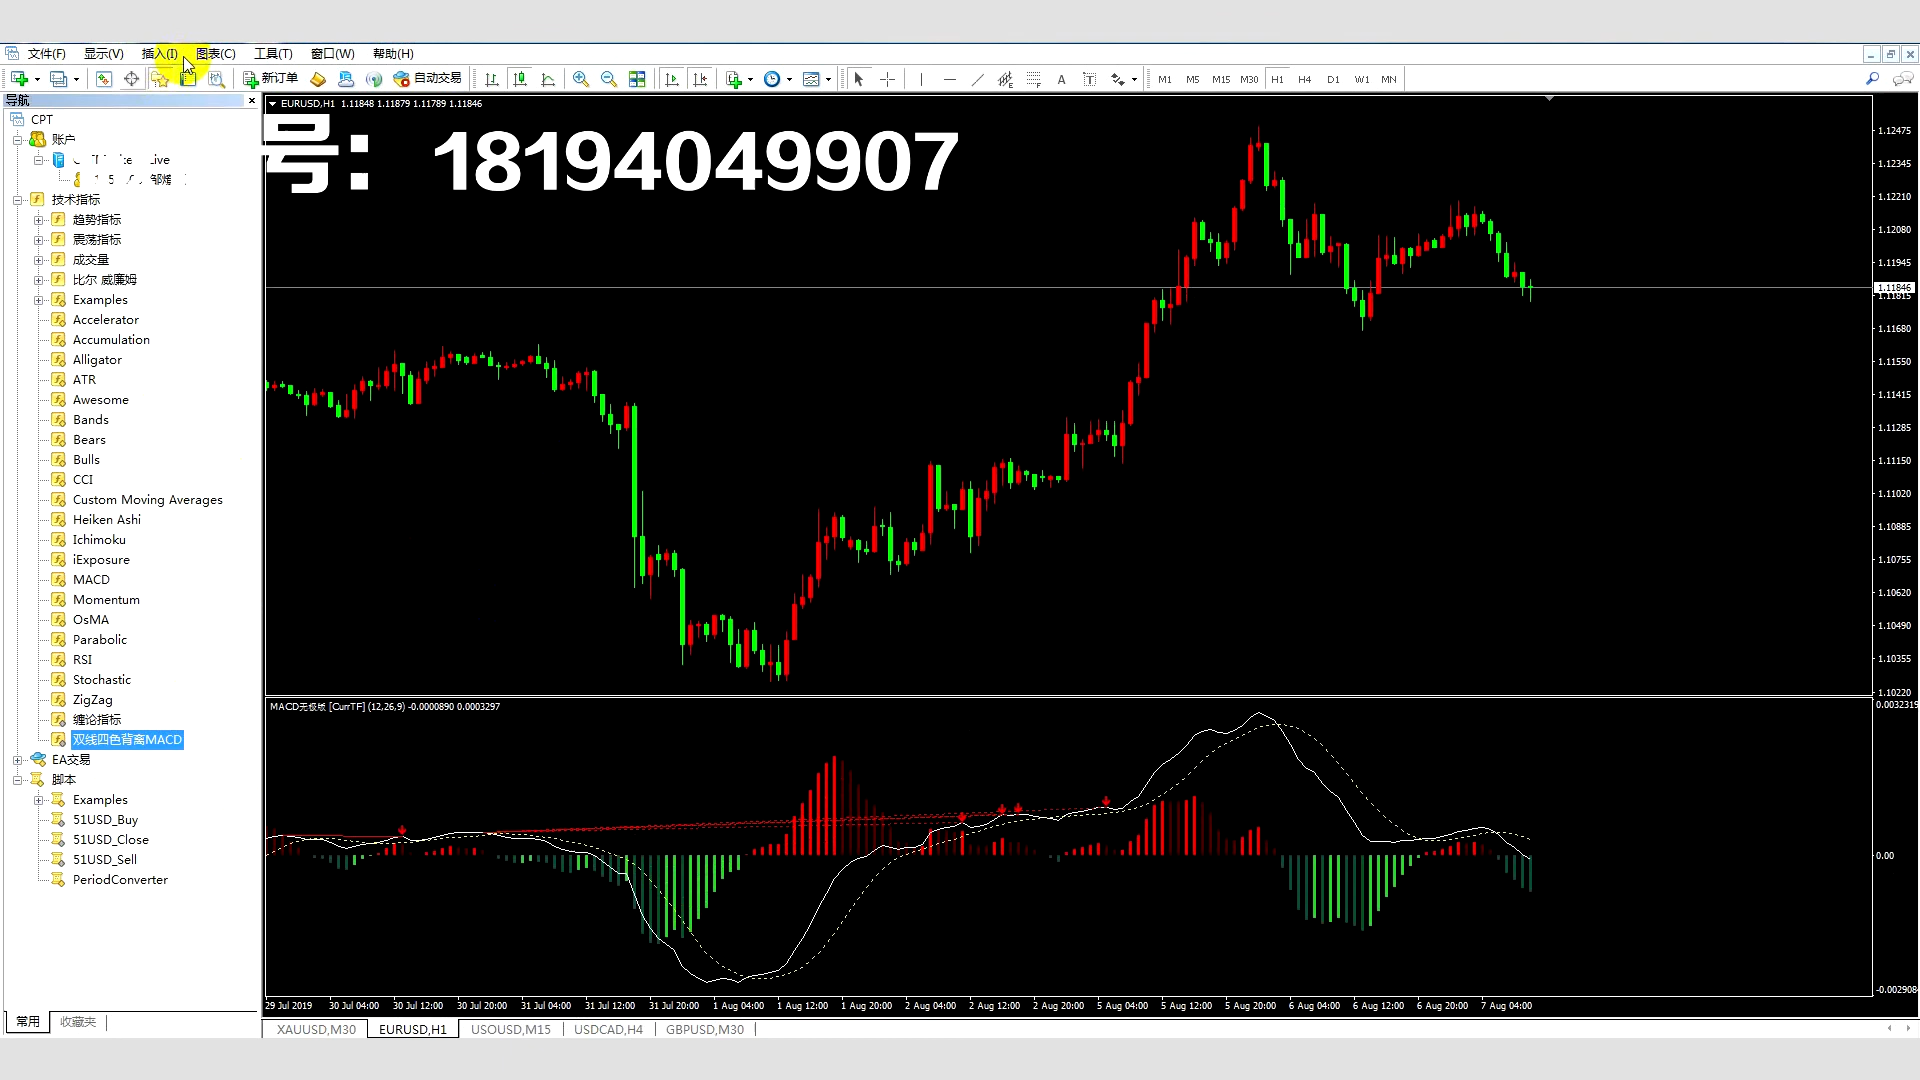 文件(F) 显示(V) 插入(I) 图表(C) 工具(T) 窗口(W) 帮助(H)
新订单 自动交易 M1 M5 M15 M30 H1 H4 D1 W1 MN
导航
CPT
账户
技术指标
趋势指标
震荡指标
成交量
比尔 威廉姆
Examples
Accelerator
Accumulation
Alligator
ATR
Awesome
Bands
Bears
Bulls
CCI
Custom Moving Averages
Heiken Ashi
Ichimoku
iExposure
MACD
Momentum
OsMA
Parabolic
RSI
Stochastic
ZigZag
缠论指标
双线四色背离MACD
EA交易
脚本
Examples
51USD_Buy
51USD_Close
51USD_Sell
PeriodConverter
常用 收藏夹
EURUSD,H1 1.11848 1.11879 1.11789 1.11846
号：18194049907
1.12475
1.12345
1.12210
1.12080
1.11945
1.11846
1.11815
1.11680
1.11550
1.11415
1.11285
1.11150
1.11020
1.10885
1.10755
1.10620
1.10490
1.10355
1.10220
MACD无极版 [CurrTF] (12,26,9) -0.0000890 0.0003297
0.0032319
0.00
-0.002908
29 Jul 2019 30 Jul 04:00 30 Jul 12:00 30 Jul 20:00 31 Jul 04:00 31 Jul 12:00 31 Jul 20:00 1 Aug 04:00 1 Aug 12:00 1 Aug 20:00 2 Aug 04:00 2 Aug 12:00 2 Aug 20:00 5 Aug 04:00 5 Aug 12:00 5 Aug 20:00 6 Aug 04:00 6 Aug 12:00 6 Aug 20:00 7 Aug 04:00
XAUUSD,M30 EURUSD,H1 USOUSD,M15 USDCAD,H4 GBPUSD,M30